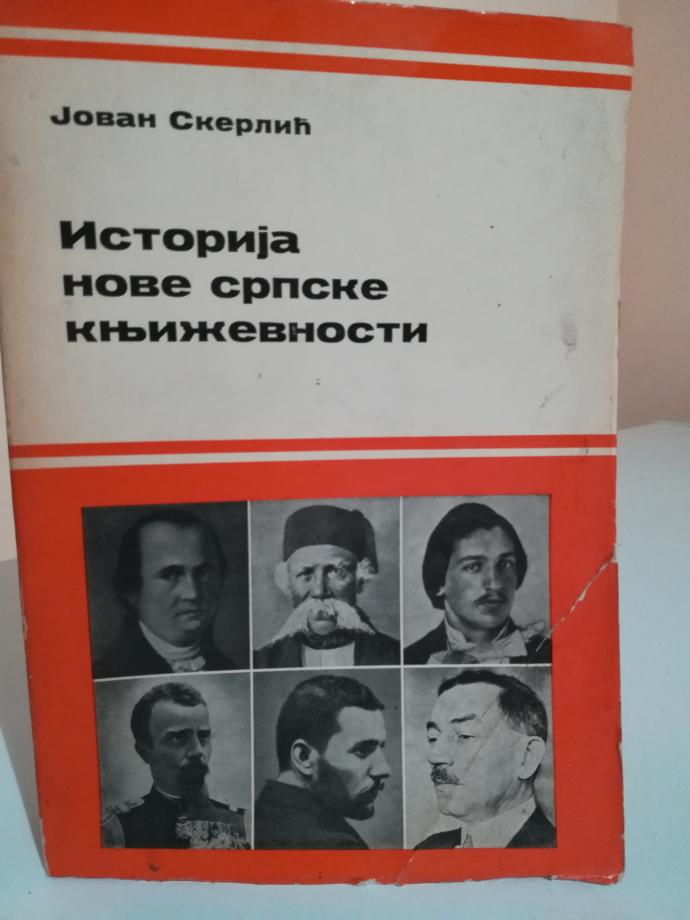 Јован Скерлић
Историја
нове српске
књижевности